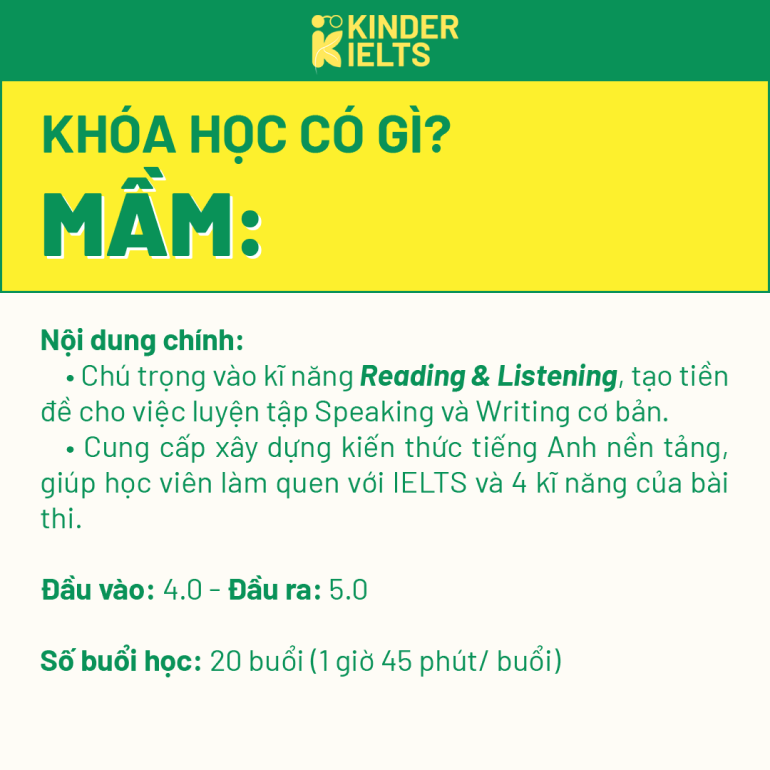 KINDER
IELTS
KHÓA HỌC CÓ GÌ?
MẦM:
Nội dung chính:
• Chú trọng vào kĩ năng Reading & Listening, tạo tiền
đề cho việc luyện tập Speaking và Writing cơ bản.
• Cung cấp xây dựng kiến thức tiếng Anh nền tảng,
giúp học viên làm quen với IELTS và 4 kĩ năng của bài
thi.
Đầu vào: 4.0 - Đầu ra: 5.0
Số buổi học: 20 buổi (1 giờ 45 phút/ buổi)